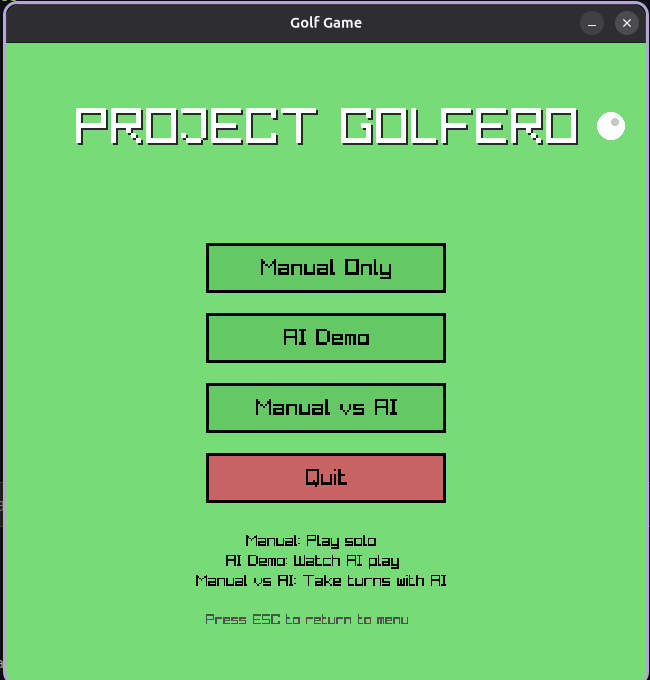 Golf Game
PROJECT GOLFERO
Manual Only
AI Demo
Manual vs AI
Quit
Manual: Play solo
AI Demo: Watch AI play
Manual vs AI: Take turns with AI
Press ESC to return to menu